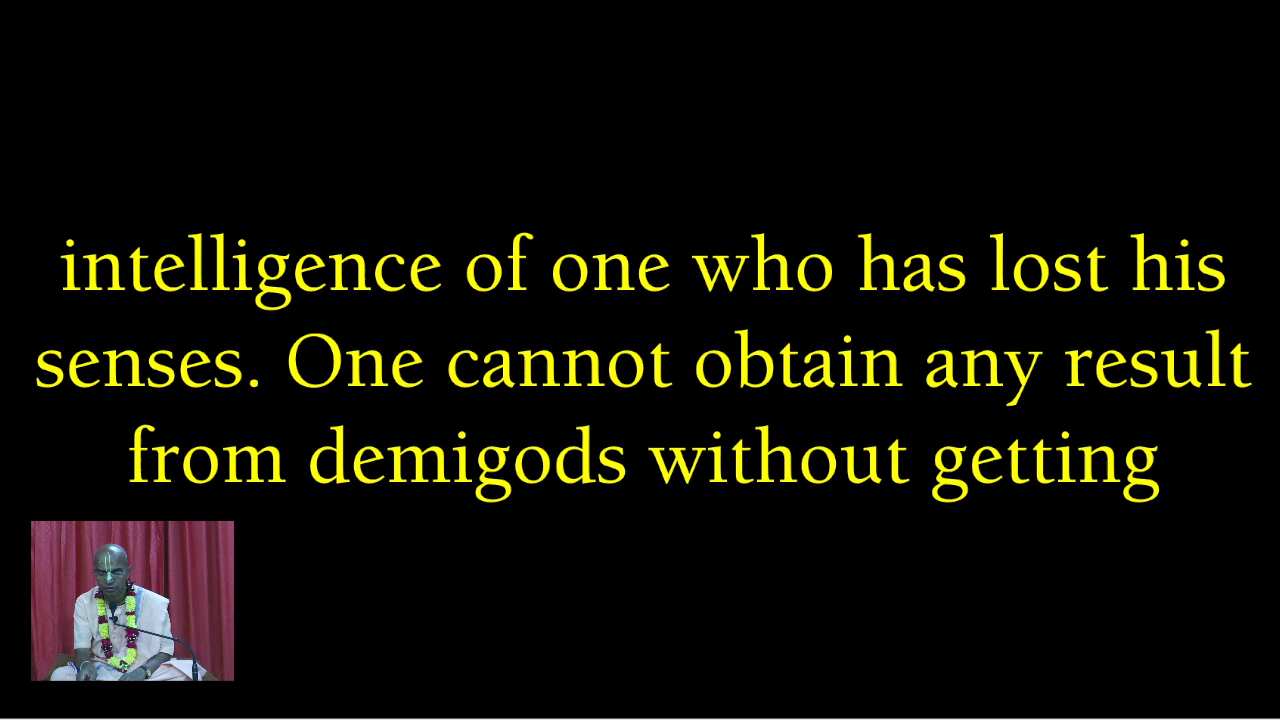 intelligence of one who has lost his
senses. One cannot obtain any result
from demigods without getting